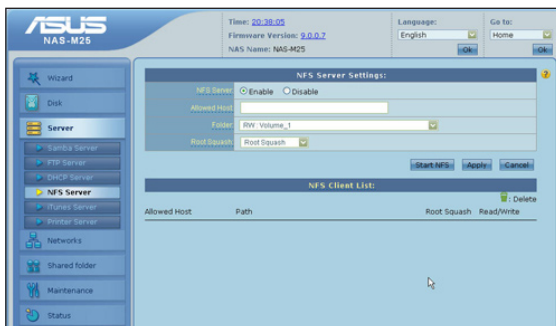 ASUS
NAS-M25
Time: 20:38:05
Firmware Version: 9.0.0.7
NAS Name: NAS-M25
Language:
English
Ok
Go to:
Home
Ok
Wizard
Disk
Server
Samba Server
FTP Server
DHCP Server
NFS Server
iTunes Server
Printer Server
Networks
Shared folder
Maintenance
Status
NFS Server Settings:
NFS Server: Enable Disable
Allowed Host:
Folder: RW: Volume_1
Root Squash: Root Squash
Start NFS Apply Cancel
NFS Client List:
: Delete
Allowed Host Path Root Squash Read/Write